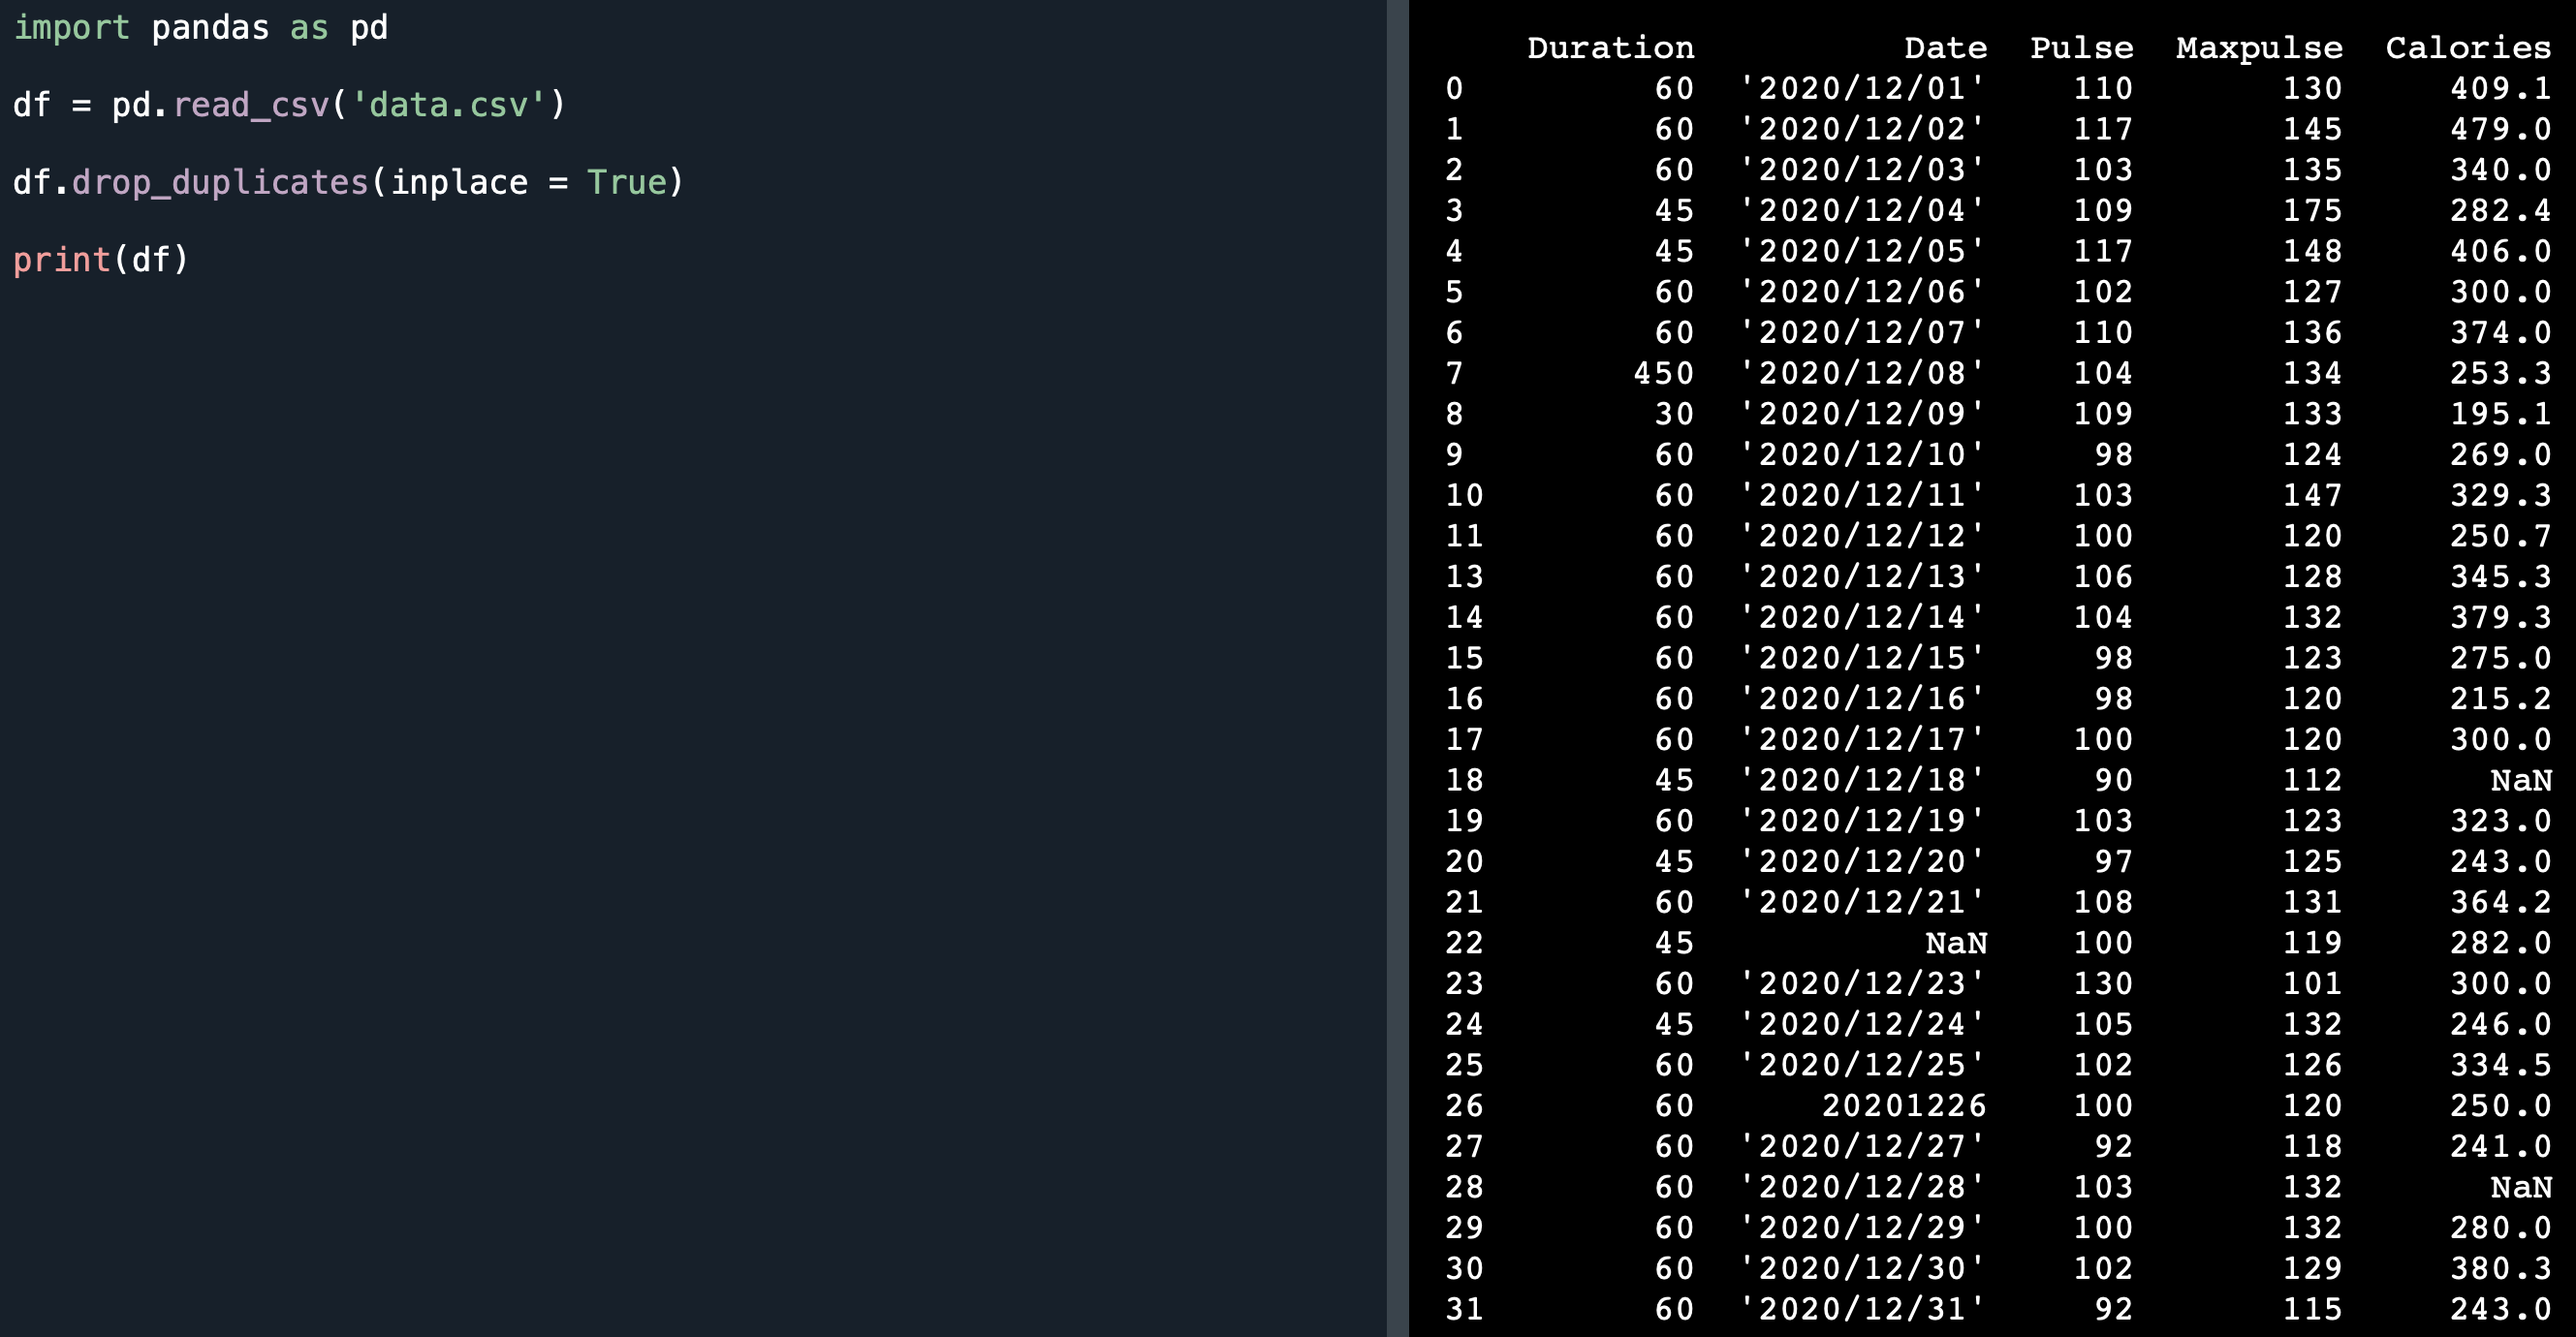 import pandas as pd
df = pd.read_csv('data.csv')
df.drop_duplicates(inplace = True)
print(df)
Duration Date Pulse Maxpulse Calories
0 60 '2020/12/01' 110 130 409.1
1 60 '2020/12/02' 117 145 479.0
2 60 '2020/12/03' 103 135 340.0
3 45 '2020/12/04' 109 175 282.4
4 45 '2020/12/05' 117 148 406.0
5 60 '2020/12/06' 102 127 300.0
6 60 '2020/12/07' 110 136 374.0
7 450 '2020/12/08' 104 134 253.3
8 30 '2020/12/09' 109 133 195.1
9 60 '2020/12/10' 98 124 269.0
10 60 '2020/12/11' 103 147 329.3
11 60 '2020/12/12' 100 120 250.7
13 60 '2020/12/13' 106 128 345.3
14 60 '2020/12/14' 104 132 379.3
15 60 '2020/12/15' 98 123 275.0
16 60 '2020/12/16' 98 120 215.2
17 60 '2020/12/17' 100 120 300.0
18 45 '2020/12/18' 90 112 NaN
19 60 '2020/12/19' 103 123 323.0
20 45 '2020/12/20' 97 125 243.0
21 60 '2020/12/21' 108 131 364.2
22 45 NaN 100 119 282.0
23 60 '2020/12/23' 130 101 300.0
24 45 '2020/12/24' 105 132 246.0
25 60 '2020/12/25' 102 126 334.5
26 60 20201226 100 120 250.0
27 60 '2020/12/27' 92 118 241.0
28 60 '2020/12/28' 103 132 NaN
29 60 '2020/12/29' 100 132 280.0
30 60 '2020/12/30' 102 129 380.3
31 60 '2020/12/31' 92 115 243.0